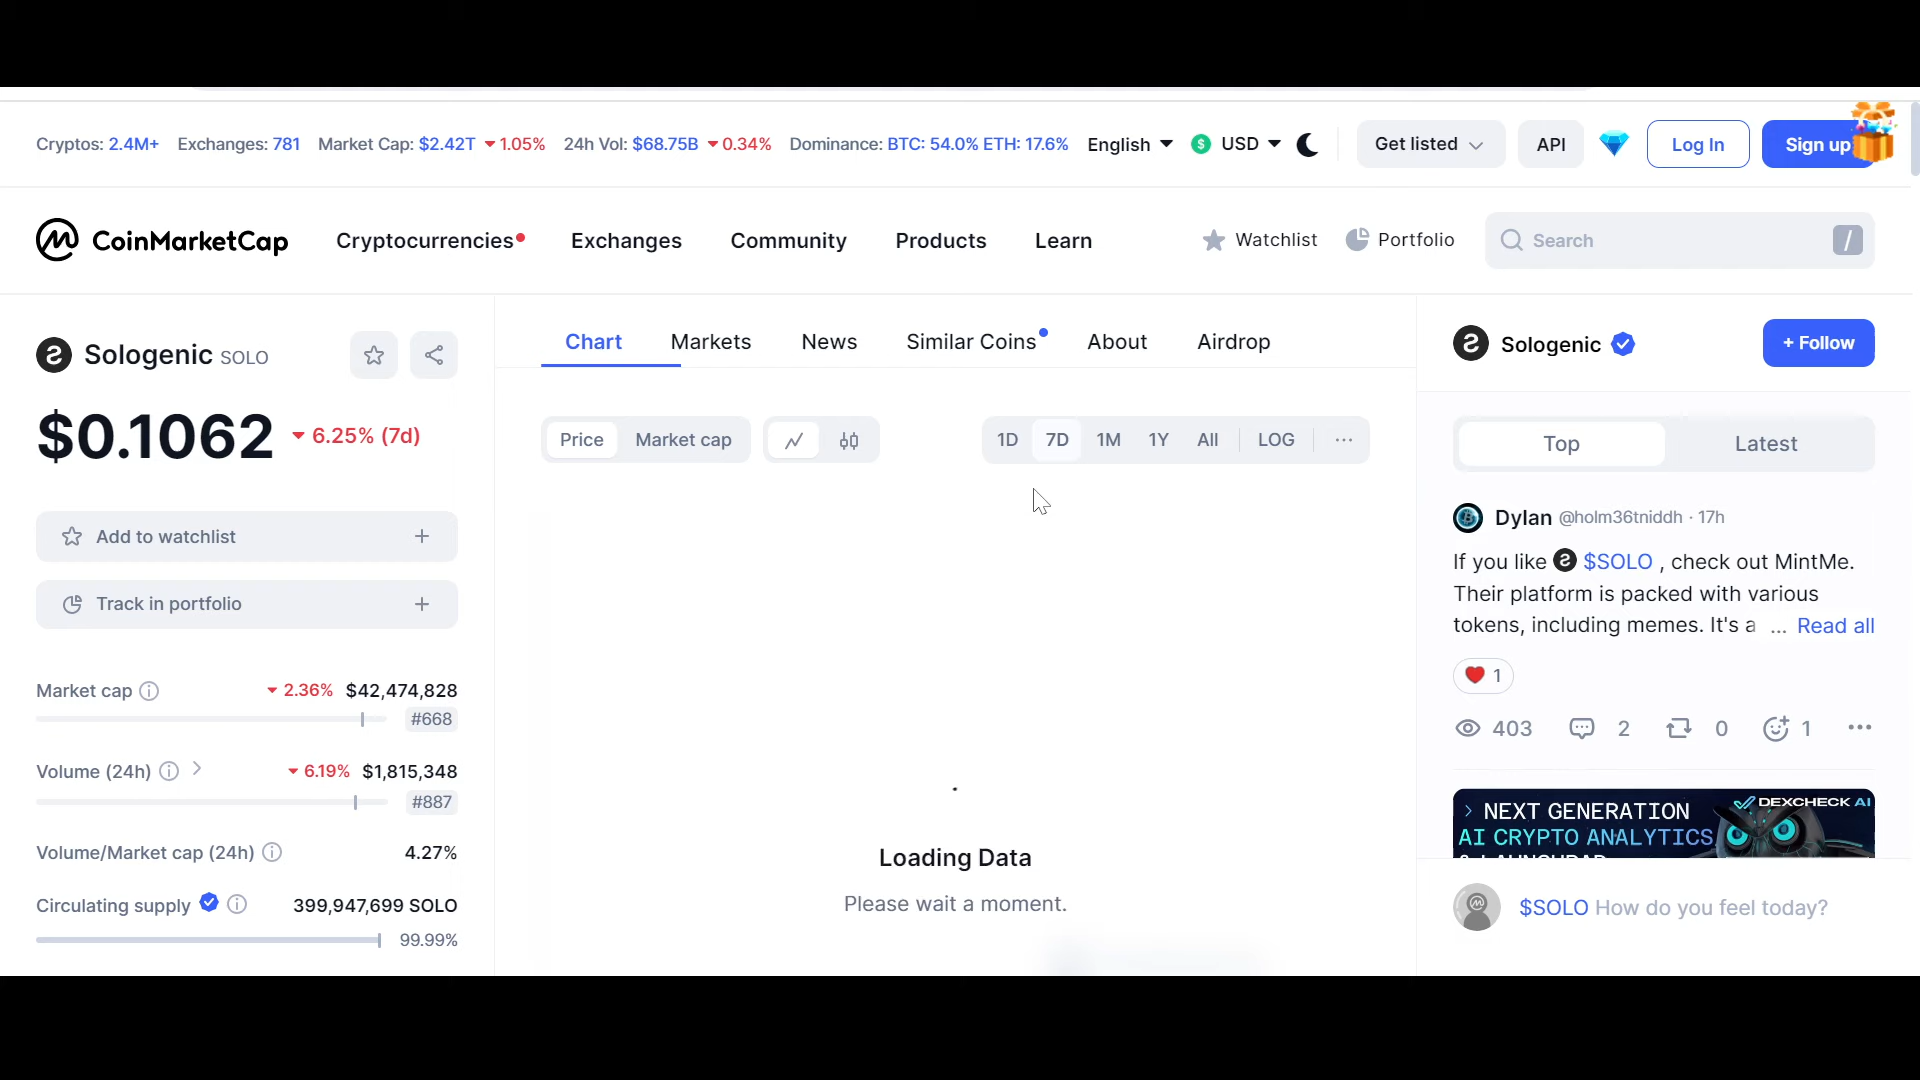 Cryptos: 2.4M+ Exchanges: 781 Market Cap: $2.42T 1.05% 24h Vol: $68.75B 0.34% Dominance: BTC: 54.0% ETH: 17.6% English $ USD Get listed API Log In Sign up
CoinMarketCap Cryptocurrencies Exchanges Community Products Learn Watchlist Portfolio Search /
Sologenic SOLO
$0.1062 6.25% (7d)
Add to watchlist +
Track in portfolio +
Market cap 2.36% $42,474,828
#668
Volume (24h) 6.19% $1,815,348
#887
Volume/Market cap (24h) 4.27%
Circulating supply 399,947,699 SOLO
99.99%
Chart Markets News Similar Coins About Airdrop
Price Market cap 1D 7D 1M 1Y All LOG ...
Loading Data
Please wait a moment.
Sologenic + Follow
Top Latest
Dylan @holm36tniddh · 17h
If you like $SOLO , check out MintMe.
Their platform is packed with various
tokens, including memes. It's a ... Read all
1
403 2 0 1 ...
> NEXT GENERATION DEXCHECK AI
AI CRYPTO ANALYTICS
& LAUNCHPAD
$SOLO How do you feel today?